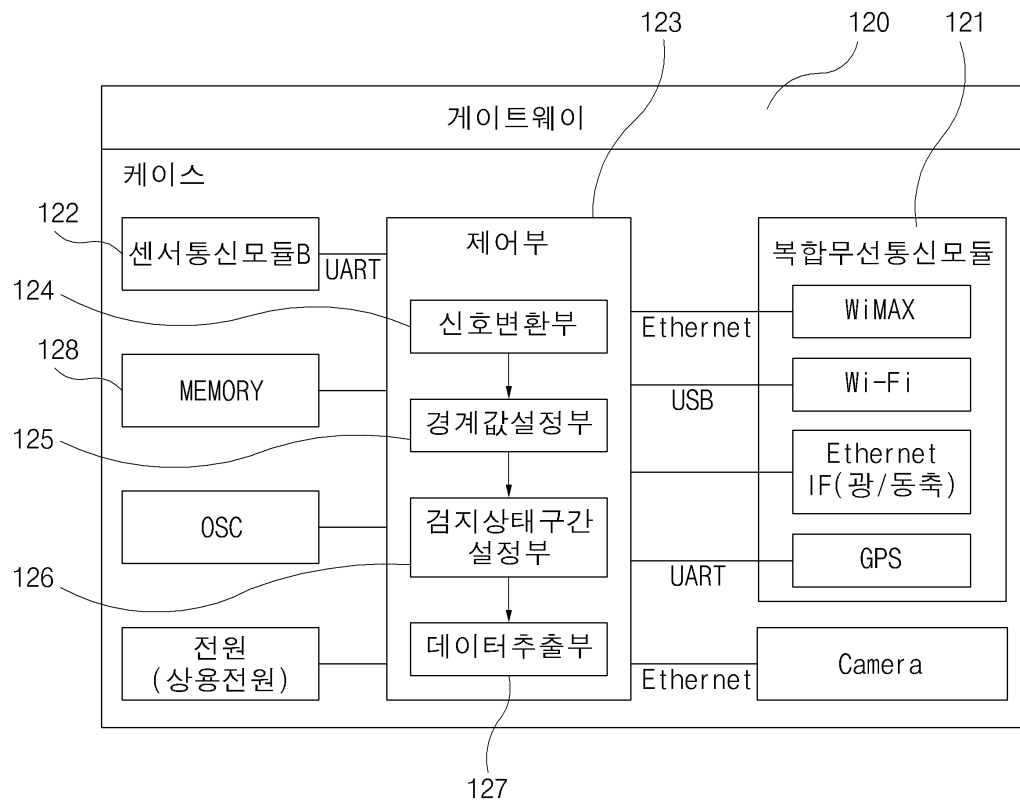 123
120
121
게이트웨이
케이스
122
센서통신모듈B
UART
제어부
복합무선통신모듈
124
신호변환부
Ethernet
WiMAX
128
MEMORY
USB
Wi-Fi
125
경계값설정부
Ethernet
IF(광/동축)
OSC
검지상태구간
설정부
126
UART
GPS
전원
(상용전원)
데이터추출부
Ethernet
Camera
127